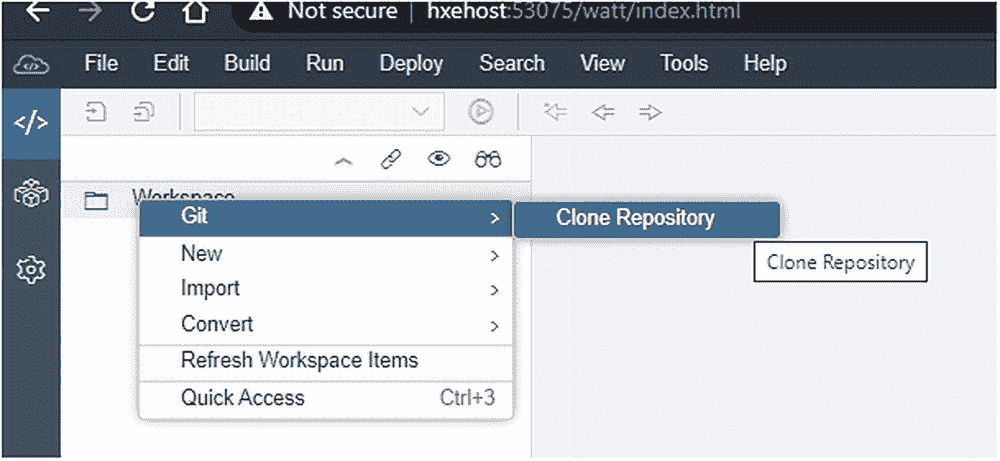 Not secure | hxehost:53075/watt/index.html
File Edit Build Run Deploy Search View Tools Help
</>
Workspace
Git > Clone Repository
New >
Clone Repository
Import >
Convert >
Refresh Workspace Items
Quick Access Ctrl+3